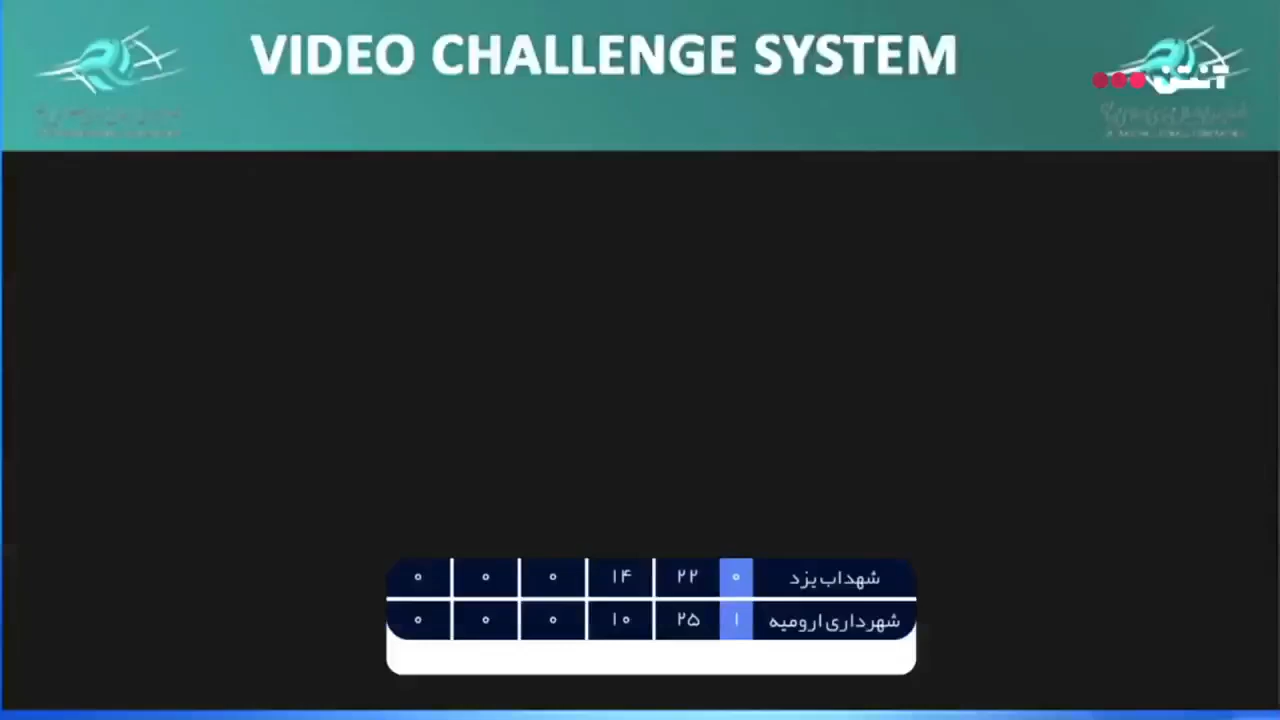 VIDEO CHALLENGE SYSTEM
آنتن
شهداب یزد ۰ ۲۲ ۱۴ ۰ ۰ ۰
شهرداری ارومیه ۱ ۲۵ ۱۰ ۰ ۰ ۰